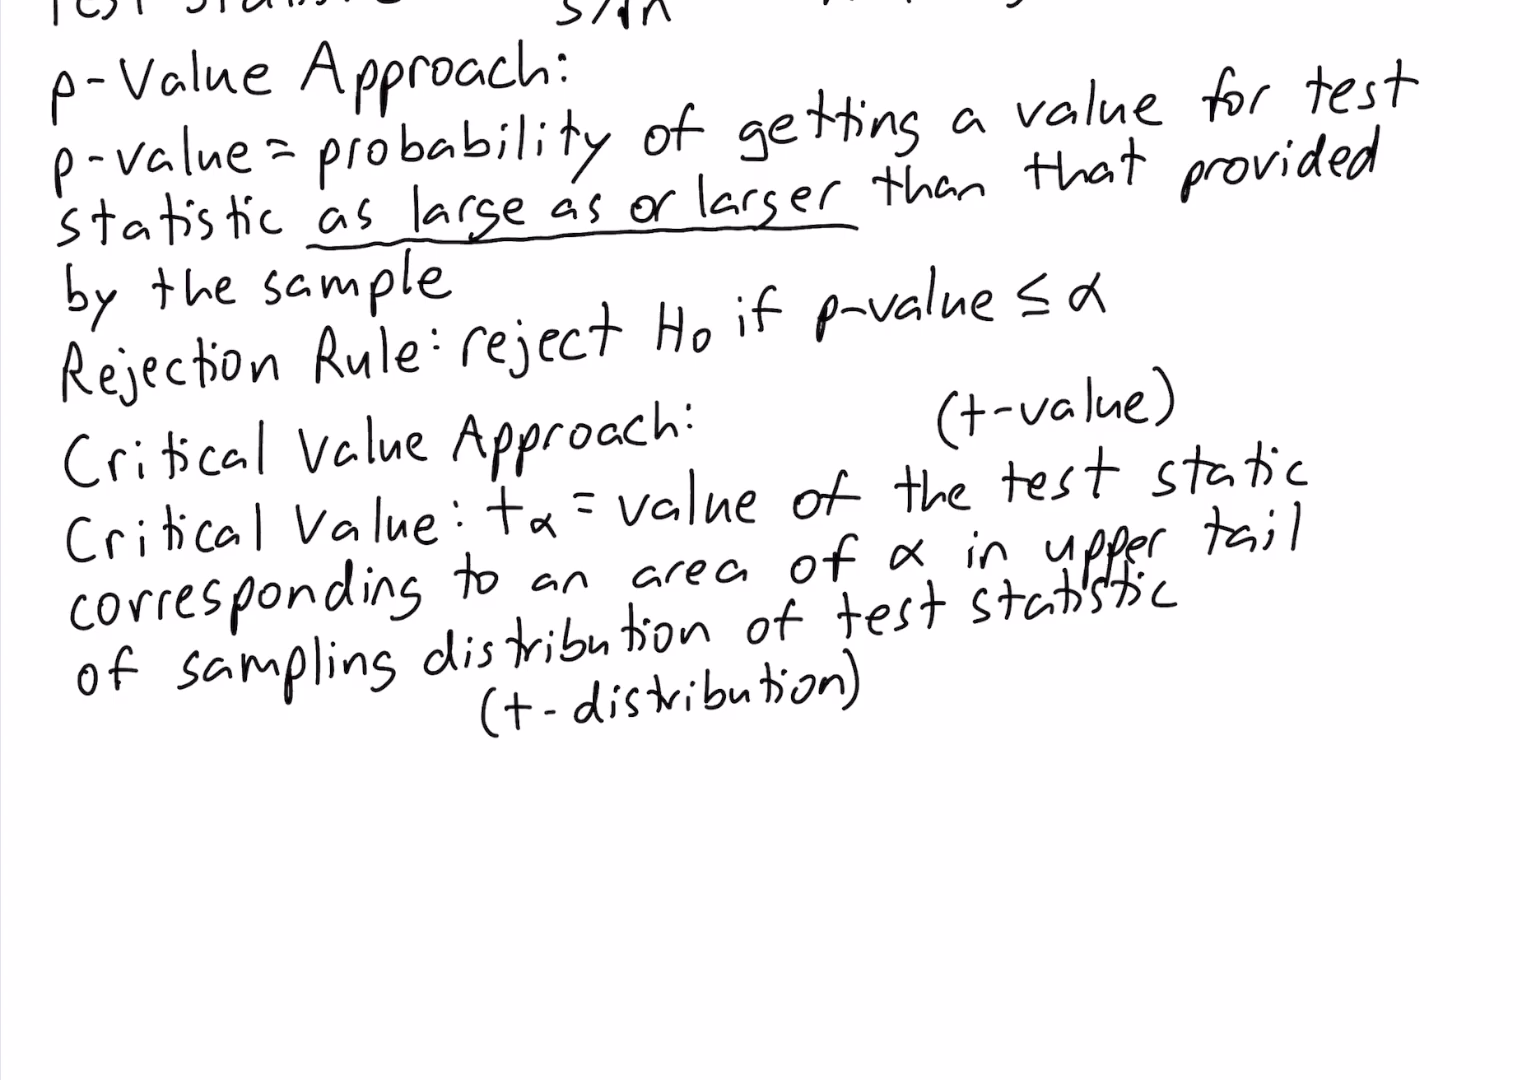 p-Value Approach:
p-value = probability of getting a value for test
statistic as large as or larger than that provided
by the sample
Rejection Rule: reject H₀ if p-value ≤ α
Critical Value Approach:
(t-value)
Critical Value: tα = value of the test static
corresponding to an area of α in upper tail
of sampling distribution of test statistic
(t-distribution)